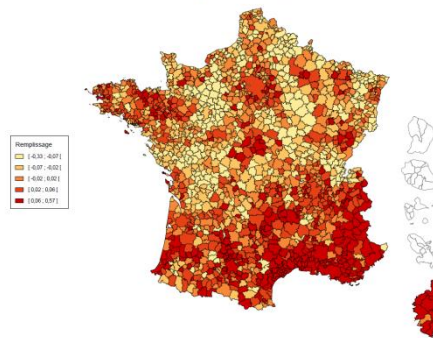 Remplissage
[ -0,33 ; -0,07 [
[ -0,07 ; -0,02 [
[ -0,02 ; 0,02 [
[ 0,02 ; 0,06 [
[ 0,06 ; 0,57 ]